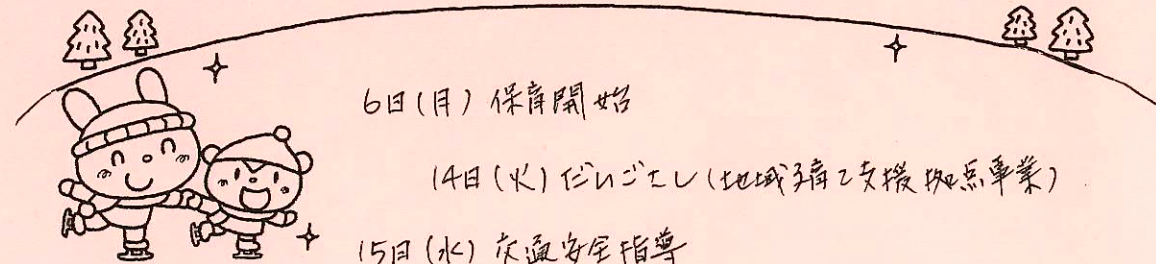 6日(月) 保育開始
14日(火) だいごたし(地域子育て支援拠点事業)
15日(水) 交通安全指導